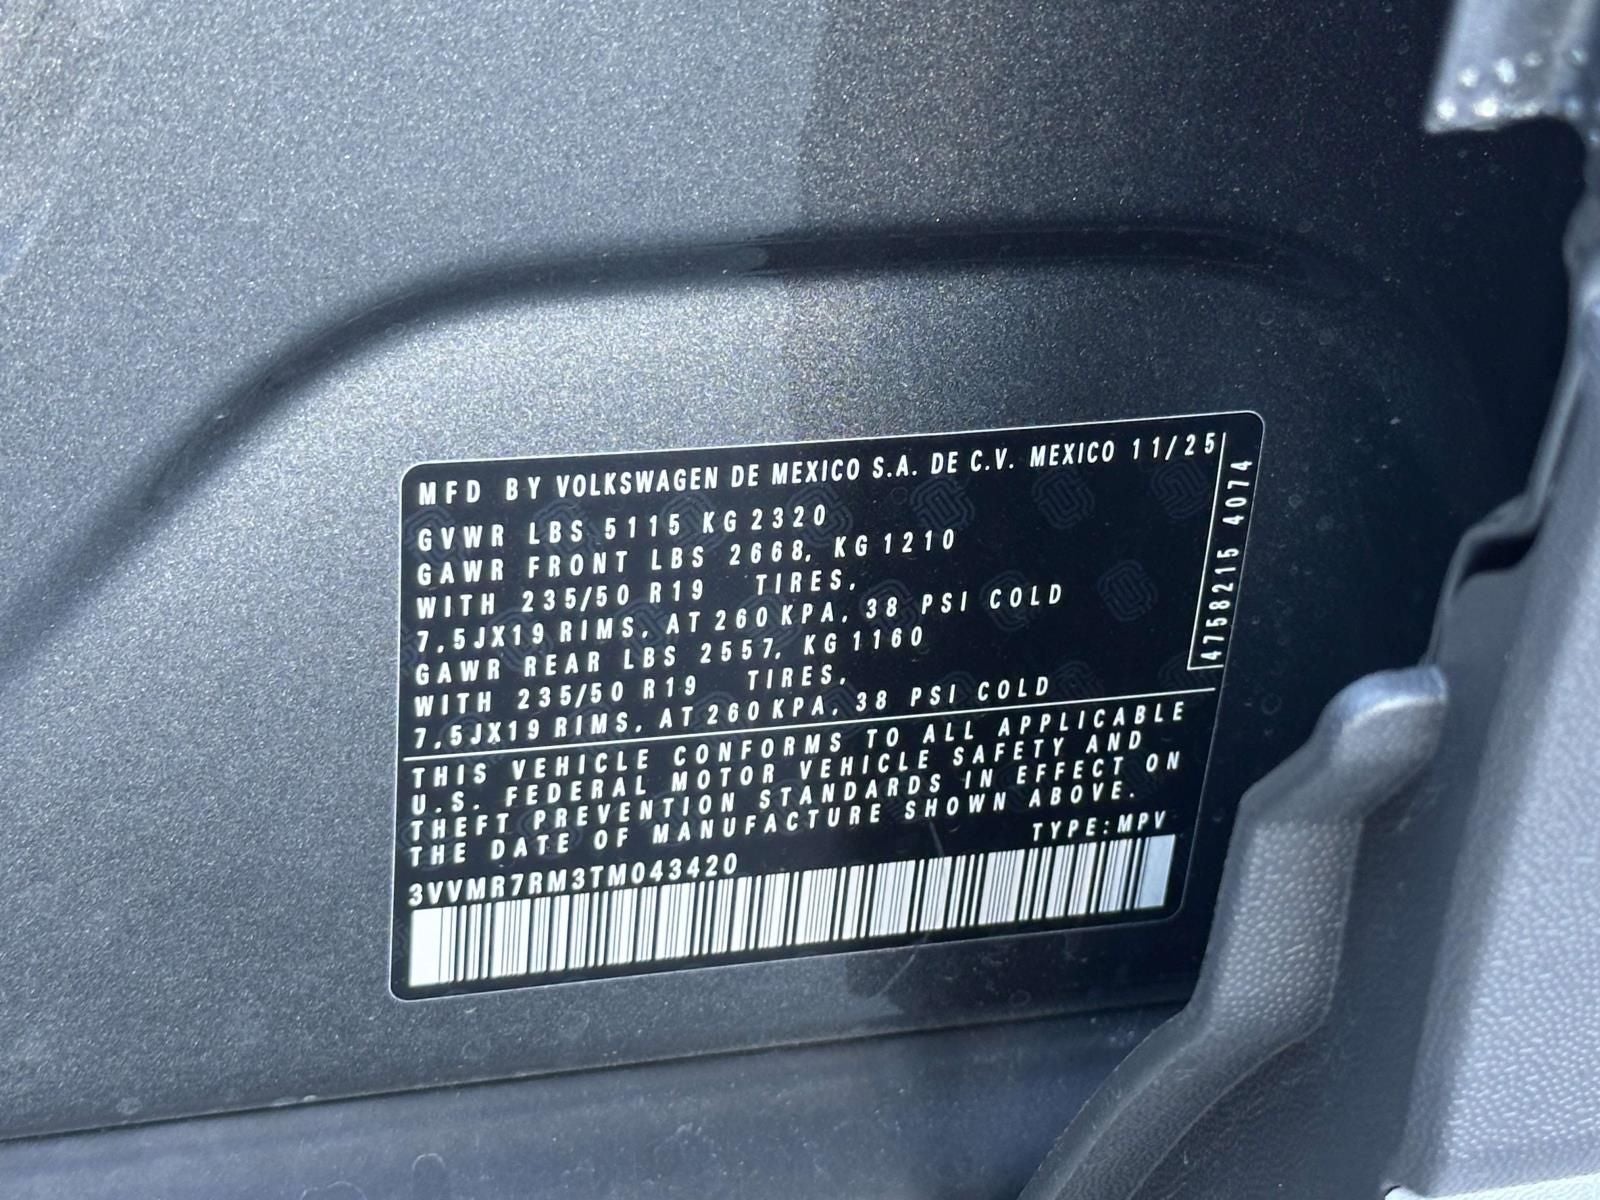 MFD BY VOLKSWAGEN DE MEXICO S.A. DE C.V. MEXICO 11/25
GVWR LBS 5115 KG 2320
GAWR FRONT LBS 2668, KG 1210
WITH 235/50 R19 TIRES,
7,5JX19 RIMS, AT 260 KPA, 38 PSI COLD
GAWR REAR LBS 2557, KG 1160
WITH 235/50 R19 TIRES,
7,5JX19 RIMS, AT 260 KPA, 38 PSI COLD
4758215 4074
THIS VEHICLE CONFORMS TO ALL APPLICABLE
U.S. FEDERAL MOTOR VEHICLE SAFETY AND
THEFT PREVENTION STANDARDS IN EFFECT ON
THE DATE OF MANUFACTURE SHOWN ABOVE.
TYPE: MPV
3VVMR7RM3TM043420